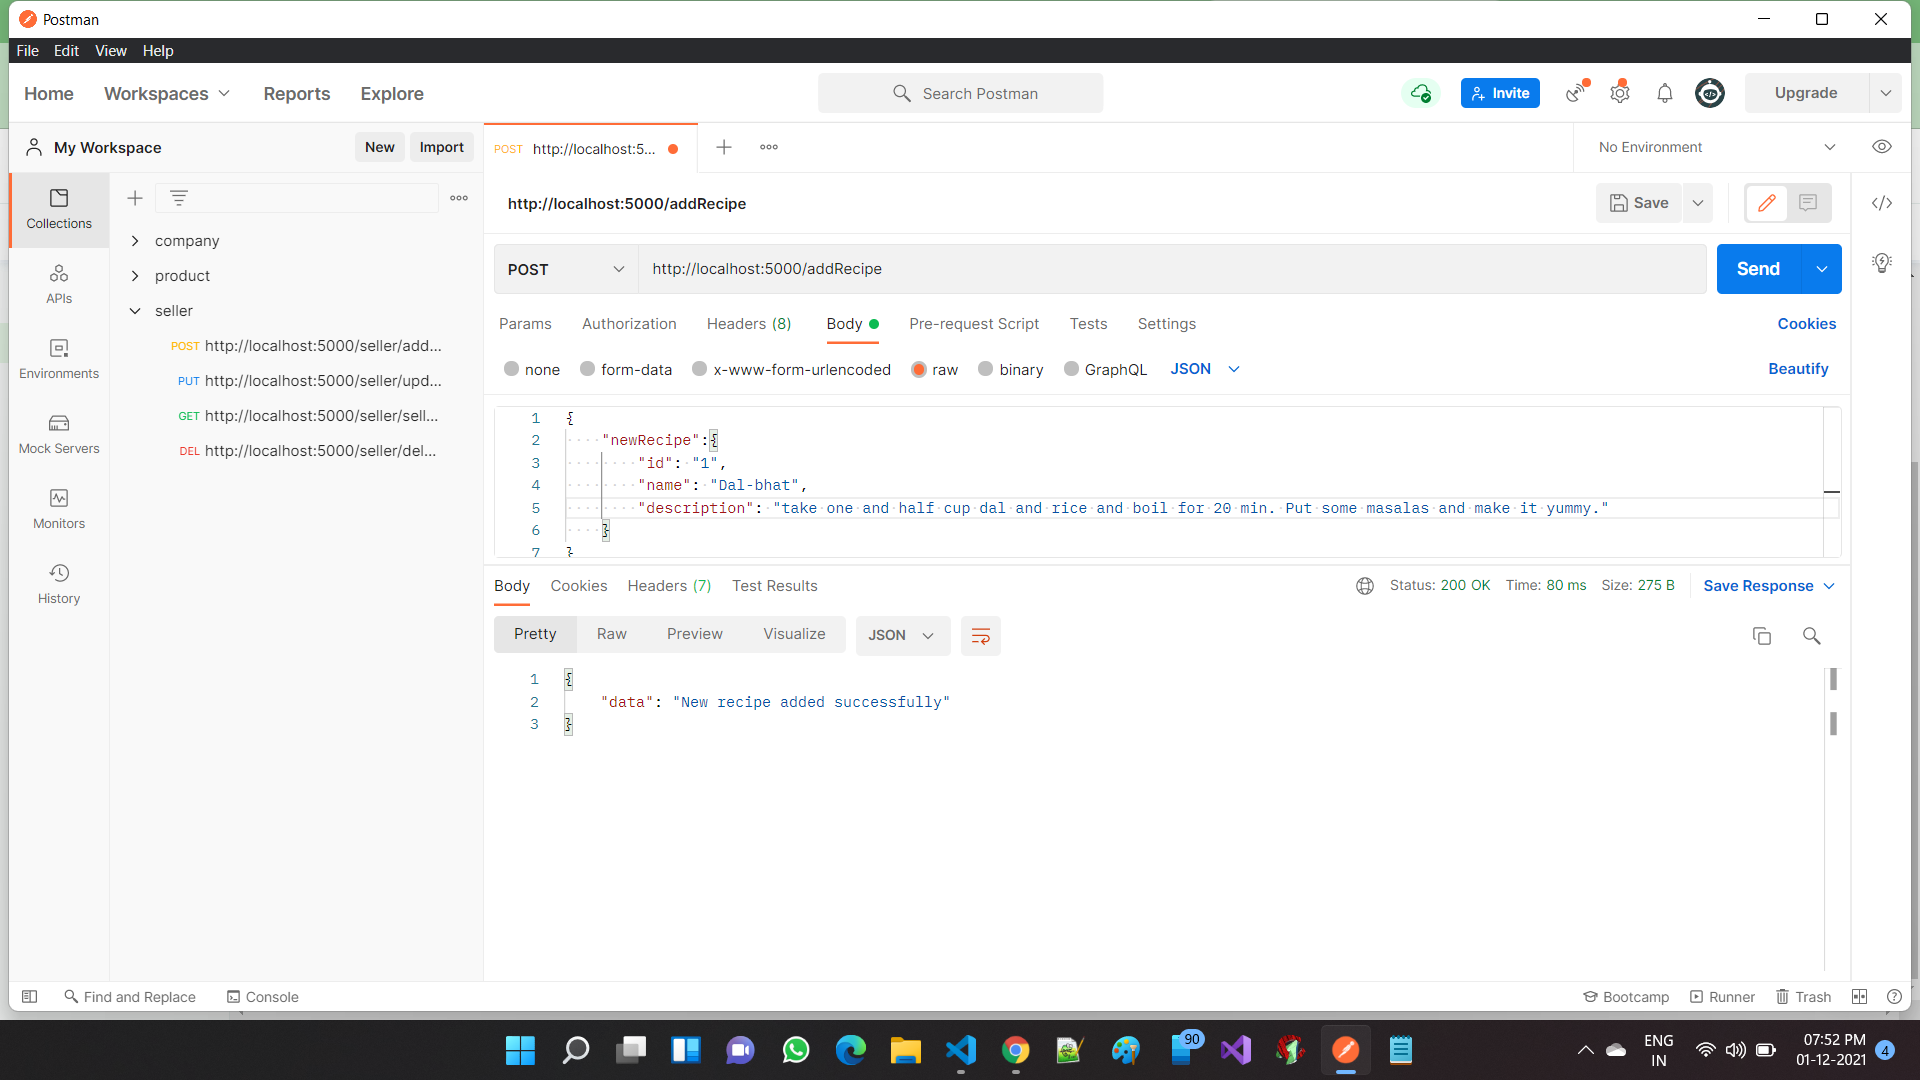 Postman
File Edit View Help
Home Workspaces Reports Explore
Search Postman
Invite
Upgrade
My Workspace New Import
POST http://localhost:5...
No Environment
Collections
APIs
Environments
Mock Servers
Monitors
History
company
product
seller
POST http://localhost:5000/seller/add...
PUT http://localhost:5000/seller/upd...
GET http://localhost:5000/seller/sell...
DEL http://localhost:5000/seller/del...
http://localhost:5000/addRecipe
Save
POST http://localhost:5000/addRecipe Send
Params Authorization Headers (8) Body Pre-request Script Tests Settings Cookies
none form-data x-www-form-urlencoded raw binary GraphQL JSON Beautify
1 {
2 "newRecipe":{
3 "id": "1",
4 "name": "Dal-bhat",
5 "description": "take one and half cup dal and rice and boil for 20 min. Put some masalas and make it yummy."
6 }
7 }
Body Cookies Headers (7) Test Results Status: 200 OK Time: 80 ms Size: 275 B Save Response
Pretty Raw Preview Visualize JSON
1 {
2 "data": "New recipe added successfully"
3 }
Find and Replace Console
Bootcamp Runner Trash
90
ENG
IN
07:52 PM
01-12-2021
4